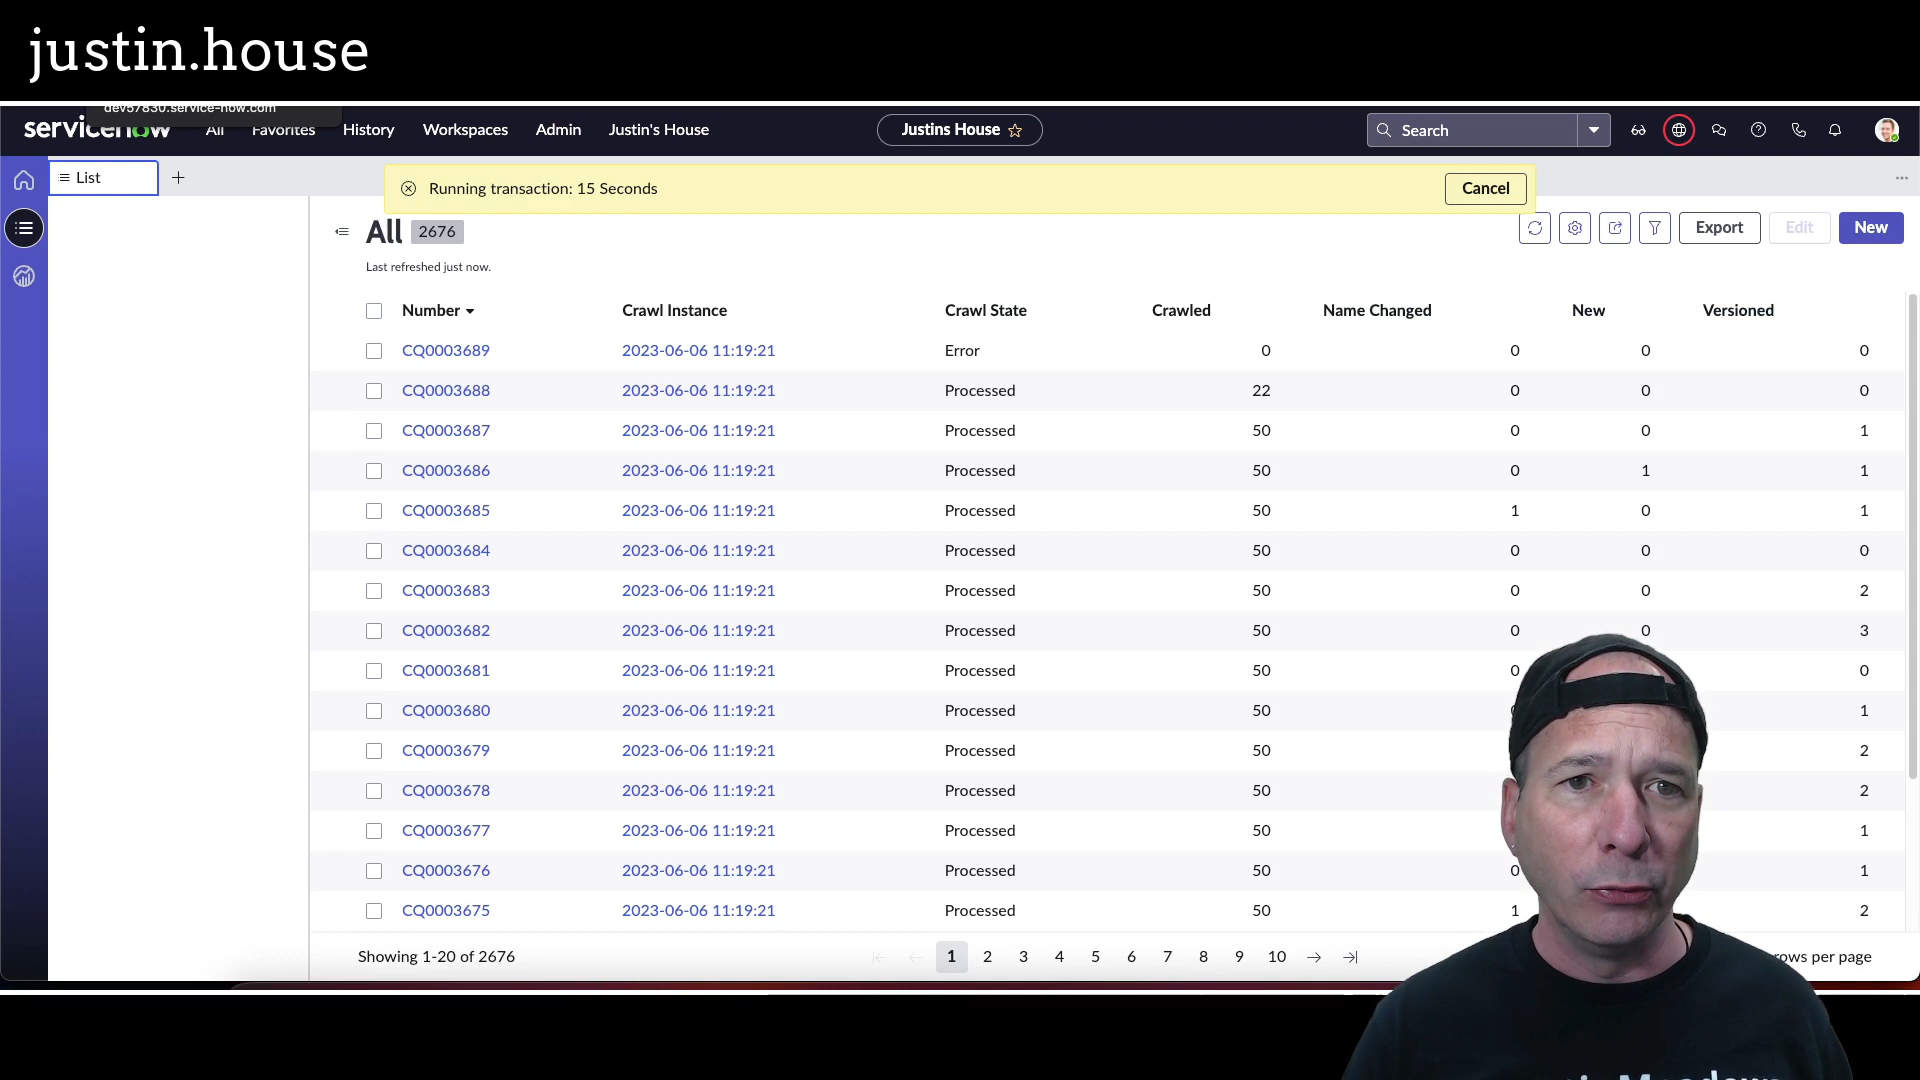 justin.house
dev57830.service-now.com
servicenow
All
Favorites
History
Workspaces
Admin
Justin's House
Justins House
Search
List
Running transaction: 15 Seconds
Cancel
All 2676
Last refreshed just now.
Export
Edit
New
Number Crawl Instance Crawl State Crawled Name Changed New Versioned
CQ0003689 2023-06-06 11:19:21 Error 0 0 0 0
CQ0003688 2023-06-06 11:19:21 Processed 22 0 0 0
CQ0003687 2023-06-06 11:19:21 Processed 50 0 0 1
CQ0003686 2023-06-06 11:19:21 Processed 50 0 1 1
CQ0003685 2023-06-06 11:19:21 Processed 50 1 0 1
CQ0003684 2023-06-06 11:19:21 Processed 50 0 0 0
CQ0003683 2023-06-06 11:19:21 Processed 50 0 0 2
CQ0003682 2023-06-06 11:19:21 Processed 50 0 0 3
CQ0003681 2023-06-06 11:19:21 Processed 50 0 0
CQ0003680 2023-06-06 11:19:21 Processed 50 1
CQ0003679 2023-06-06 11:19:21 Processed 50 2
CQ0003678 2023-06-06 11:19:21 Processed 50 2
CQ0003677 2023-06-06 11:19:21 Processed 50 1
CQ0003676 2023-06-06 11:19:21 Processed 50 0 1
CQ0003675 2023-06-06 11:19:21 Processed 50 1 2
Showing 1-20 of 2676
1 2 3 4 5 6 7 8 9 10
rows per page